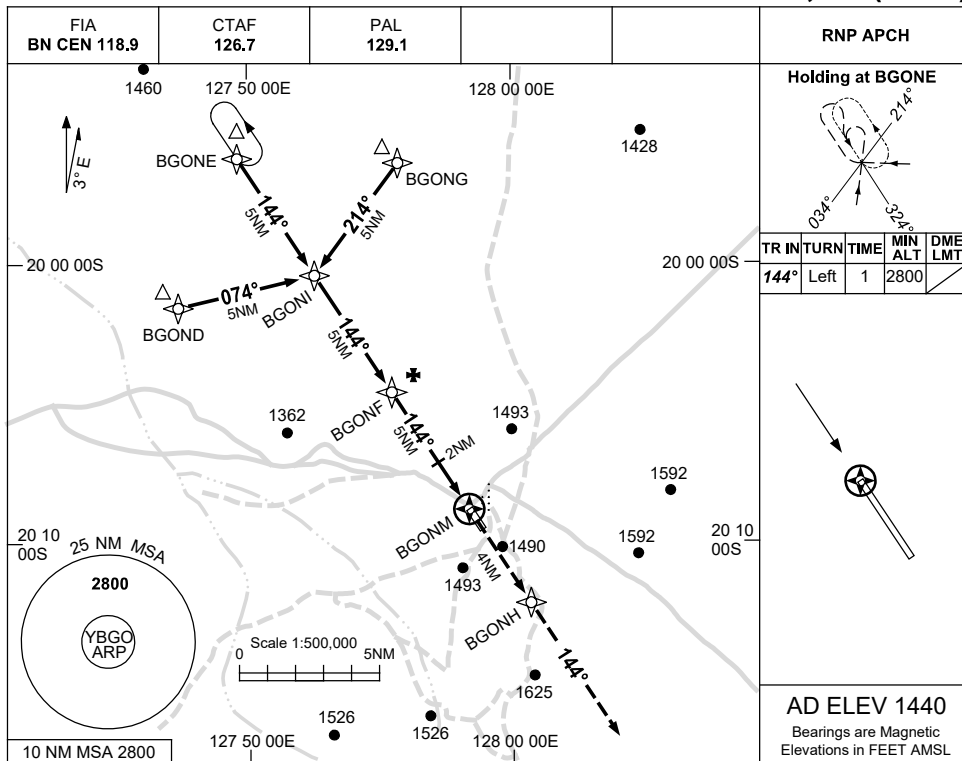 FIA
BN CEN 118.9
CTAF
126.7
PAL
129.1
RNP APCH
1460
127 50 00E
128 00 00E
1428
3° E
BGONE
BGONG
144°
5NM
214°
5NM
20 00 00S
20 00 00S
074°
5NM
BGOND
BGONI
144°
5NM
BGONF
1362
144°
5NM
2NM
1493
1592
BGONM
20 10
00S
20 10
00S
1490
1592
1493
4NM
25 NM MSA
2800
YBGO
ARP
BGONH
Scale 1:500,000
0
5NM
144°
1625
1526
1526
10 NM MSA 2800
127 50 00E
128 00 00E
Holding at BGONE
214°
034°
324°
TR IN TURN TIME MIN ALT DME LMT
144° Left 1 2800
AD ELEV 1440
Bearings are Magnetic
Elevations in FEET AMSL